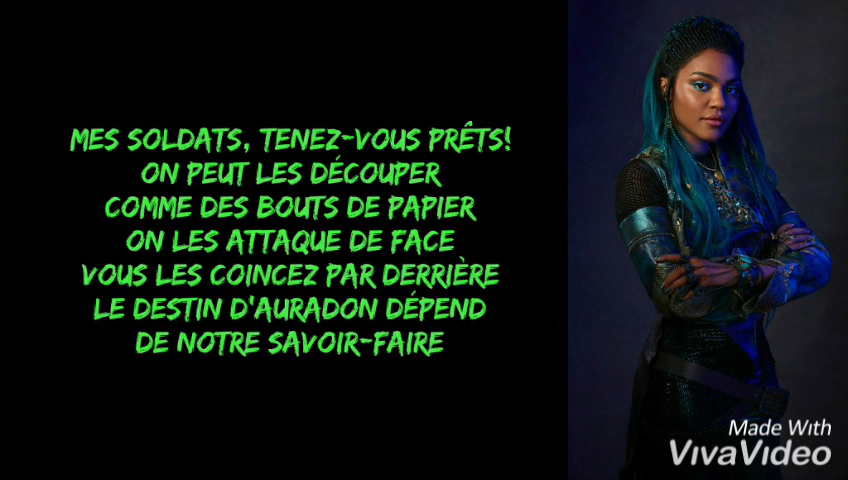 MES SOLDATS, TENEZ-VOUS PRÊTS!
ON PEUT LES DÉCOUPER
COMME DES BOUTS DE PAPIER
ON LES ATTAQUE DE FACE
VOUS LES COINCEZ PAR DERRIÈRE
LE DESTIN D'AURADON DÉPEND
DE NOTRE SAVOIR-FAIRE
Made With
VivaVideo